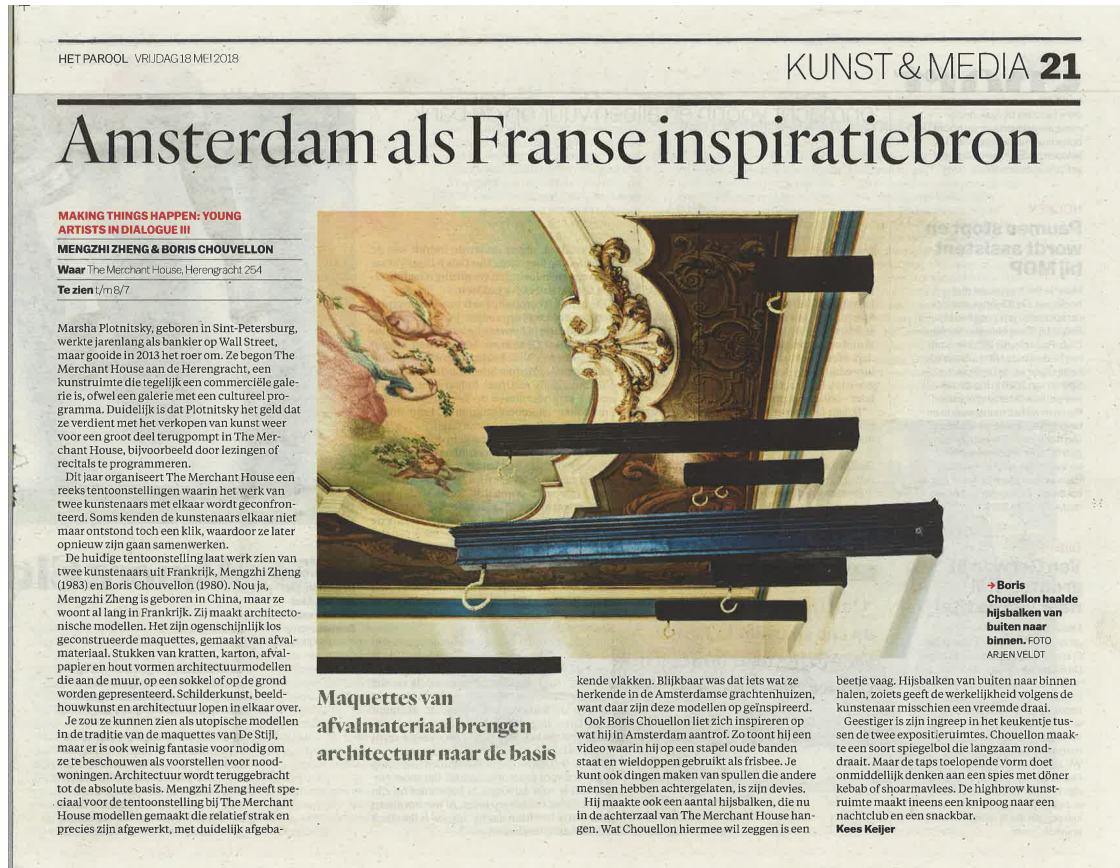 HET PAROOL VRIJDAG 18 MEI 2018
KUNST & MEDIA 21
Amsterdam als Franse inspiratiebron
MAKING THINGS HAPPEN: YOUNG
ARTISTS IN DIALOGUE III
MENGZHI ZHENG & BORIS CHOUVELLON
Waar The Merchant House, Herengracht 254
Te zien t/m 8/7
Marsha Plotnitsky, geboren in Sint-Petersburg,
werkte jarenlang als bankier op Wall Street,
maar gooide in 2013 het roer om. Ze begon The
Merchant House aan de Herengracht, een
kunstruimte die tegelijk een commerciële gale-
rie is, ofwel een galerie met een cultureel pro-
gramma. Duidelijk is dat Plotnitsky het geld dat
ze verdient met het verkopen van kunst weer
voor een groot deel terugpompt in The Mer-
chant House, bijvoorbeeld door lezingen of
recitals te programmeren.
Dit jaar organiseert The Merchant House een
reeks tentoonstellingen waarin het werk van
twee kunstenaars met elkaar wordt geconfron-
teerd. Soms kenden de kunstenaars elkaar niet
maar ontstond toch een klik, waardoor ze later
opnieuw zijn gaan samenwerken.
De huidige tentoonstelling laat werk zien van
twee kunstenaars uit Frankrijk, Mengzhi Zheng
(1983) en Boris Chouvellon (1980). Nou ja,
Mengzhi Zheng is geboren in China, maar ze
woont al lang in Frankrijk. Zij maakt architecto-
nische modellen. Het zijn ogenschijnlijk los
geconstrueerde maquettes, gemaakt van afval-
materiaal. Stukken van kratten, karton, afval-
papier en hout vormen architectuurmodellen
die aan de muur, op een sokkel of op de grond
worden gepresenteerd. Schilderkunst, beeld-
houwkunst en architectuur lopen in elkaar over.
Je zou ze kunnen zien als utopische modellen
in de traditie van de maquettes van De Stijl,
maar er is ook weinig fantasie voor nodig om
ze te beschouwen als voorstellen voor nood-
woningen. Architectuur wordt teruggebracht
tot de absolute basis. Mengzhi Zheng heeft spe-
ciaal voor de tentoonstelling bij The Merchant
House modellen gemaakt die relatief strak en
precies zijn afgewerkt, met duidelijk afgeba-
→ Boris
Chouellon haalde
hijsbalken van
buiten naar
binnen. FOTO
ARJEN VELDT
Maquettes van
afvalmateriaal brengen
architectuur naar de basis
kende vlakken. Blijkbaar was dat iets wat ze
herkende in de Amsterdamse grachtenhuizen,
want daar zijn deze modellen op geïnspireerd.
Ook Boris Chouellon liet zich inspireren op
wat hij in Amsterdam aantrof. Zo toont hij een
video waarin hij op een stapel oude banden
staat en wieldoppen gebruikt als frisbee. Je
kunt ook dingen maken van spullen die andere
mensen hebben achtergelaten, is zijn devies.
Hij maakte ook een aantal hijsbalken, die nu
in de achterzaal van The Merchant House han-
gen. Wat Chouellon hiermee wil zeggen is een
beetje vaag. Hijsbalken van buiten naar binnen
halen, zoiets geeft de werkelijkheid volgens de
kunstenaar misschien een vreemde draai.
Geestiger is zijn ingreep in het keukentje tus-
sen de twee expositieruimtes. Chouellon maak-
te een soort spiegelbol die langzaam rond-
draait. Maar de taps toelopende vorm doet
onmiddellijk denken aan een spies met döner
kebab of shoarmavlees. De highbrow kunst-
ruimte maakt ineens een knipoog naar een
nachtclub en een snackbar.
Kees Keijer